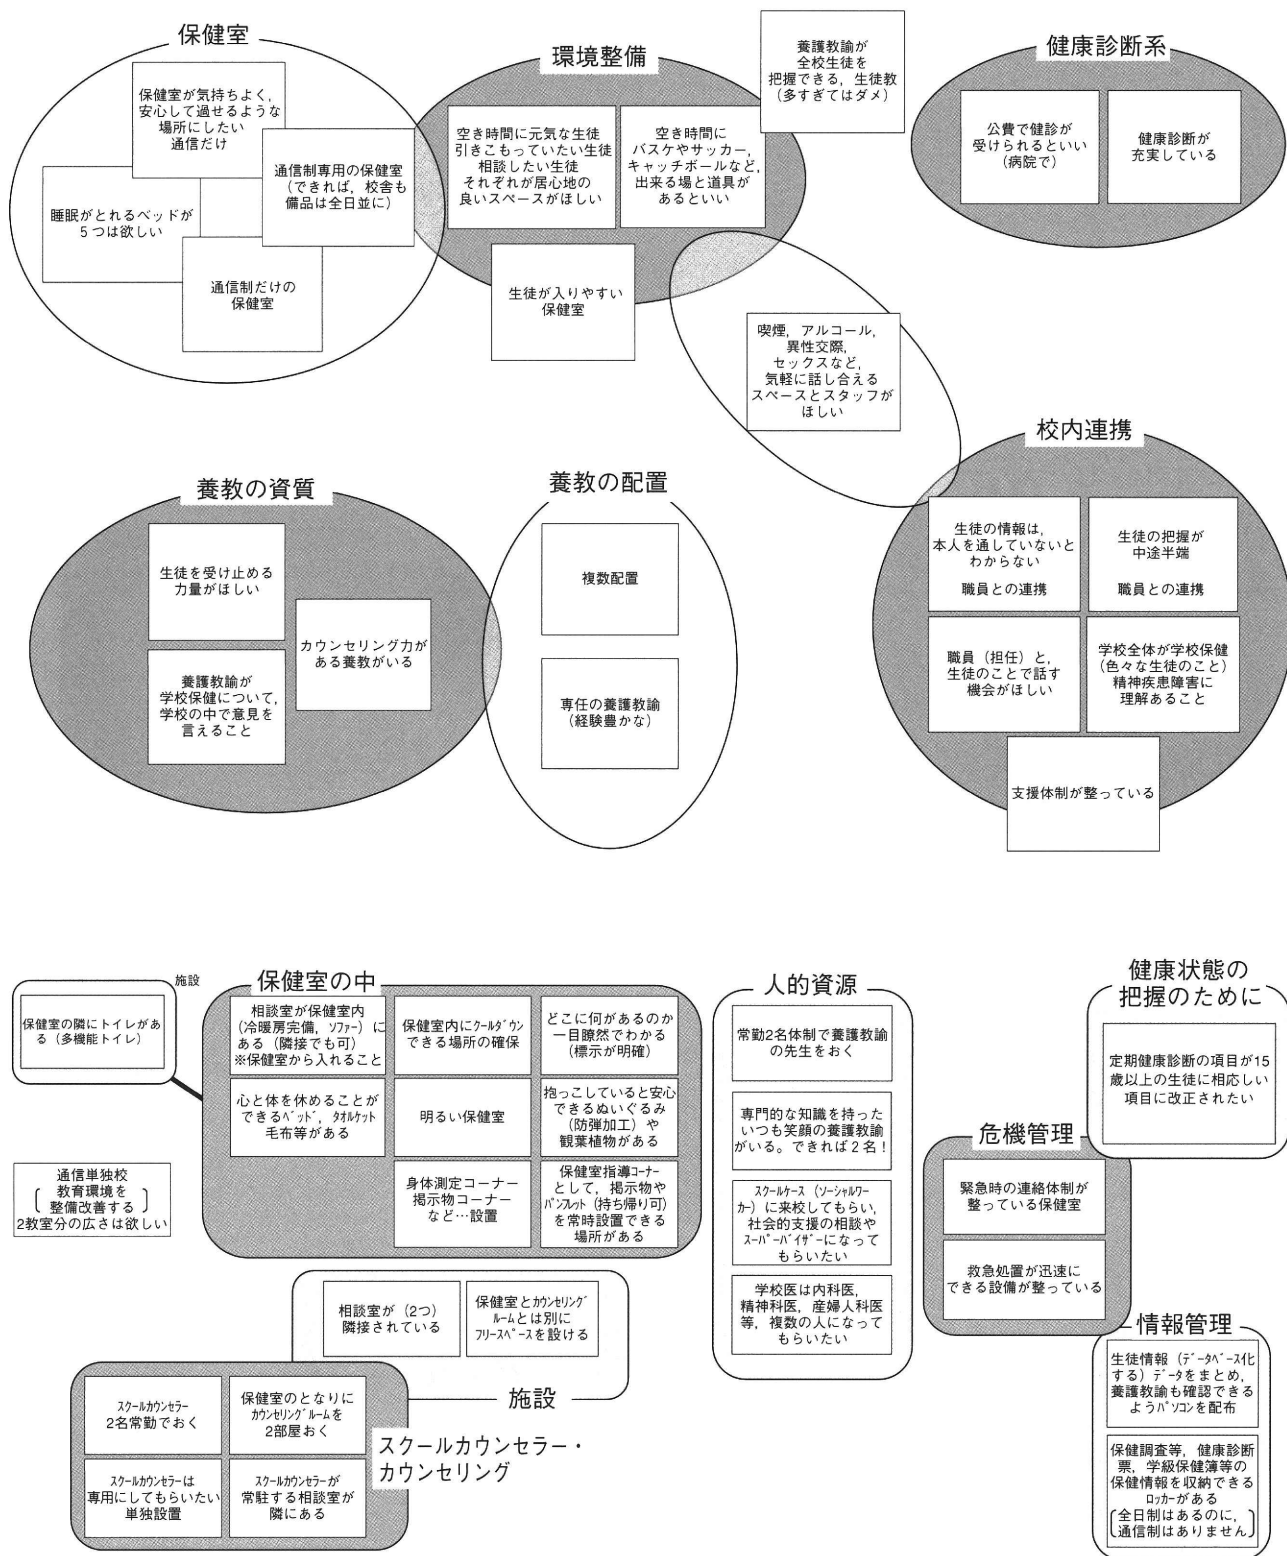 保健室
保健室が気持ちよく,
安心して過せるような
場所にしたい
通信だけ
通信制専用の保健室
(できれば, 校舎も
備品は全日並に)
睡眠がとれるベッドが
5つは欲しい
通信制だけの
保健室
環境整備
空き時間に元気な生徒
引きこもっていたい生徒
相談したい生徒
それぞれが居心地の
良いスペースがほしい
空き時間に
バスケやサッカー,
キャッチボールなど,
出来る場と道具が
あるといい
生徒が入りやすい
保健室
養護教諭が
全校生徒を
把握できる, 生徒教
(多すぎてはダメ)
健康診断系
公費で健診が
受けられるといい
(病院で)
健康診断が
充実している
喫煙, アルコール,
異性交際,
セックスなど,
気軽に話し合える
スペースとスタッフが
ほしい
養教の資質
生徒を受け止める
力量がほしい
カウンセリング力が
ある養教がいる
養護教諭が
学校保健について,
学校の中で意見を
言えること
養教の配置
複数配置
専任の養護教諭
(経験豊かな)
校内連携
生徒の情報は,
本人を通していないと
わからない
職員との連携
生徒の把握が
中途半端
職員との連携
職員(担任)と,
生徒のことで話す
機会がほしい
学校全体が学校保健
(色々な生徒のこと)
精神疾患障害に
理解あること
支援体制が整っている
施設
保健室の隣にトイレがあ
る(多機能トイレ)
保健室の中
相談室が保健室内
(冷暖房完備, ソファー)に
ある(隣接でも可)
※保健室から入れること
保健室内にクールダウン
できる場所の確保
どこに何があるのか
一目瞭然でわかる
(標示が明確)
心と体を休めることが
できるベッド, タオルケット
毛布等がある
明るい保健室
抱っこしていると安心
できるぬいぐるみ
(防弾加工)や
観葉植物がある
身体測定コーナー
掲示物コーナー
など…設置
保健室指導コーナー
として, 掲示物や
パンフレット(持ち帰り可)
を常時設置できる
場所がある
通信単独校
教育環境を
整備改善する
2教室分の広さは欲しい
相談室が(2つ)
隣接されている
保健室とカウンセリング
ルームとは別に
フリースペースを設ける
施設
スクールカウンセラー
2名常勤でおく
保健室のとなりに
カウンセリングルームを
2部屋おく
スクールカウンセラーは
専用にしてもらいたい
単独設置
スクールカウンセラーが
常駐する相談室が
隣にある
スクールカウンセラー・
カウンセリング
人的資源
常勤2名体制で養護教諭
の先生をおく
専門的な知識を持った
いつも笑顔の養護教諭
がいる。できれば2名!
スクールケース(ソーシャルワー
カー)に来校してもらい,
社会的支援の相談や
スーパーバイザーになって
もらいたい
学校医は内科医,
精神科医, 産婦人科医
等, 複数の人になって
もらいたい
健康状態の
把握のために
定期健康診断の項目が15
歳以上の生徒に相応しい
項目に改正されたい
危機管理
緊急時の連絡体制が
整っている保健室
救急処置が迅速に
できる設備が整っている
情報管理
生徒情報(データベース化
する)データをまとめ,
養護教諭も確認できる
ようパソコンを配布
保健調査等, 健康診断
票, 学級保健簿等の
保健情報を収納できる
ロッカーがある
[全日制はあるのに,
通信制はありません]